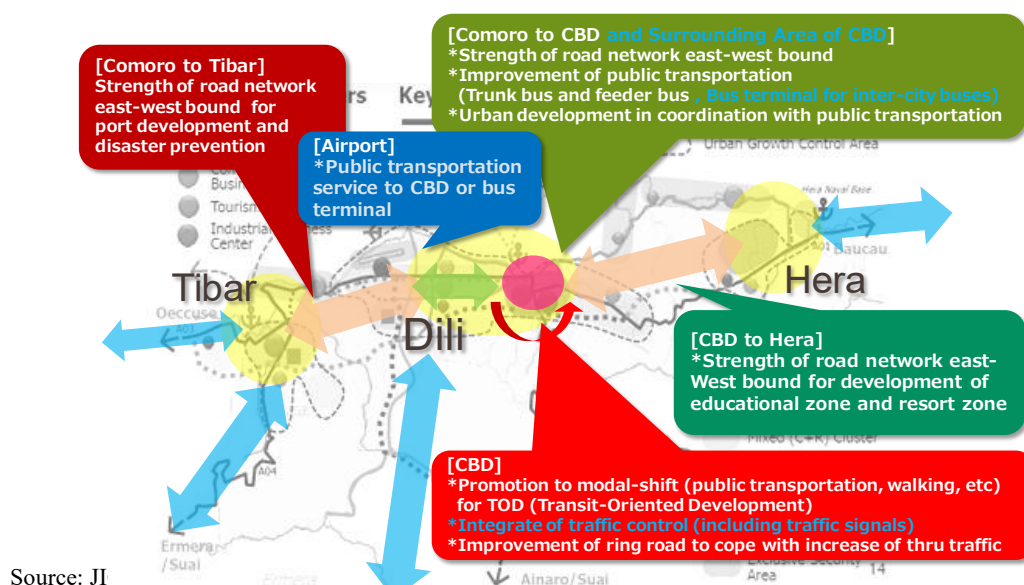 [Comoro to CBD and Surrounding Area of CBD]
*Strength of road network east-west bound
*Improvement of public transportation
(Trunk bus and feeder bus , Bus terminal for inter-city buses)
*Urban development in coordination with public transportation
[Comoro to Tibar]
Strength of road network
east-west bound for
port development and
disaster prevention
[Airport]
*Public transportation
service to CBD or bus
terminal
Urban Growth Control Area
Tourism
Industrial
Center
Hera Naval Base
A01
Baucau
Tibar
Hera
Oecusse
A03
Dili
[CBD to Hera]
*Strength of road network east-
West bound for development of
educational zone and resort zone
Mixed (C+R) Cluster
[CBD]
*Promotion to modal-shift (public transportation, walking, etc)
for TOD (Transit-Oriented Development)
*Integrate of traffic control (including traffic signals)
*Improvement of ring road to cope with increase of thru traffic
A04
Ermera
/Suai
Ermera
Ainaro/Suai
Area
14
Source: JI